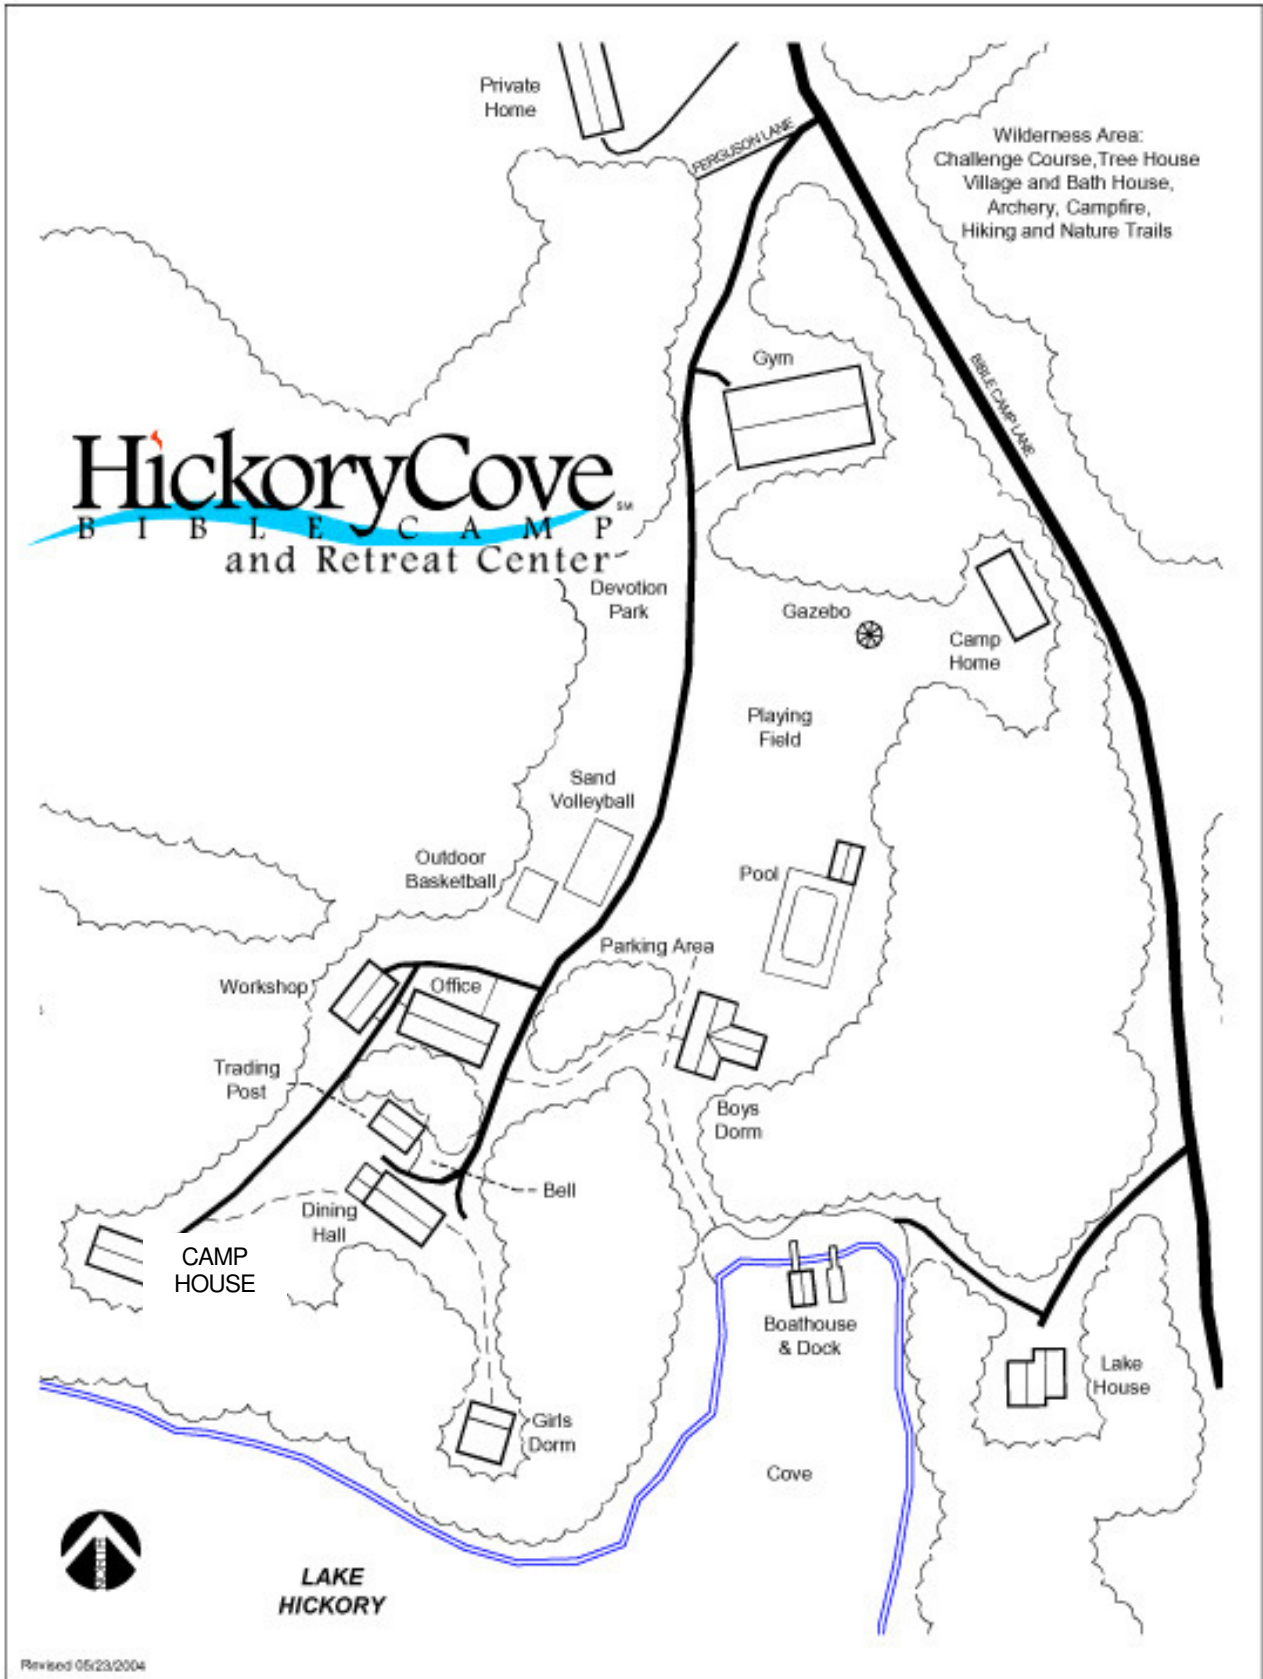 Private
Home
FERGUSON LANE
Wilderness Area:
Challenge Course,Tree House
Village and Bath House,
Archery, Campfire,
Hiking and Nature Trails
Gym
BIBLE CAMP LANE
HickoryCove SM
BIBLE CAMP
and Retreat Center
Devotion
Park
Gazebo
Camp
Home
Playing
Field
Sand
Volleyball
Outdoor
Basketball
Pool
Parking Area
Workshop
Office
Trading
Post
Boys
Dorm
Bell
Dining
Hall
CAMP
HOUSE
Boathouse
& Dock
Lake
House
Girls
Dorm
Cove
NORTH
LAKE
HICKORY
Revised 05/23/2004